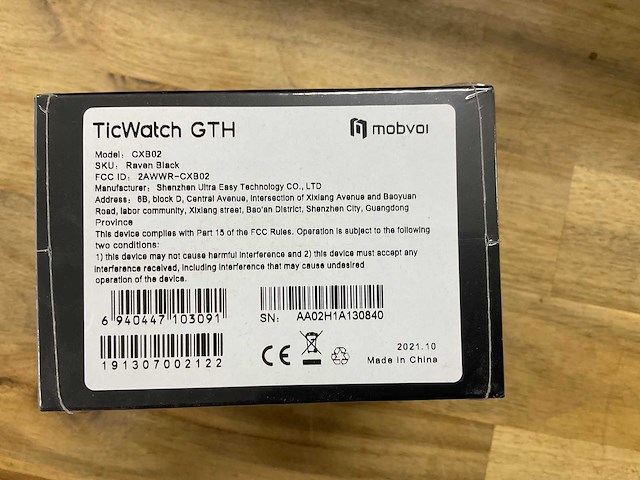 TicWatch GTH
mobvoi
Model: CXB02
SKU: Raven Black
FCC ID: 2AWWR-CXB02
Manufacturer: Shenzhen Ultra Easy Technology CO., LTD
Address: 6B, block D, Central Avenue, Intersection of Xixiang Avenue and Baoyuan
Road, labor community, Xixiang street, Bao'an District, Shenzhen City, Guangdong
Province
This device complies with Part 15 of the FCC Rules. Operation is subject to the following
two conditions:
1) this device may not cause harmful interference and 2) this device must accept any
interference received, including interference that may cause undesired
operation of the device.
6 940447 103091
SN: AA02H1A130840
191307002122
CE
2021.10
Made in China